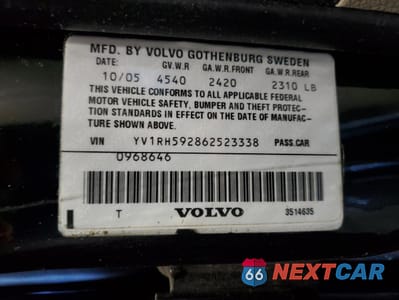 MFD. BY VOLVO GOTHENBURG SWEDEN
DATE: G.V.W.R GA.W.R.FRONT GA.W.R.REAR
10/05 4540 2420 2310 LB
THIS VEHICLE CONFORMS TO ALL APPLICABLE FEDERAL
MOTOR VEHICLE SAFETY, BUMPER AND THEFT PROTEC-
TION STANDARDS IN EFFECT ON THE DATE OF MANUFAC-
TURE SHOWN ABOVE.
VIN YV1RH592862523338 PASS.CAR
0968646
T VOLVO 3514635
66 NEXTCAR